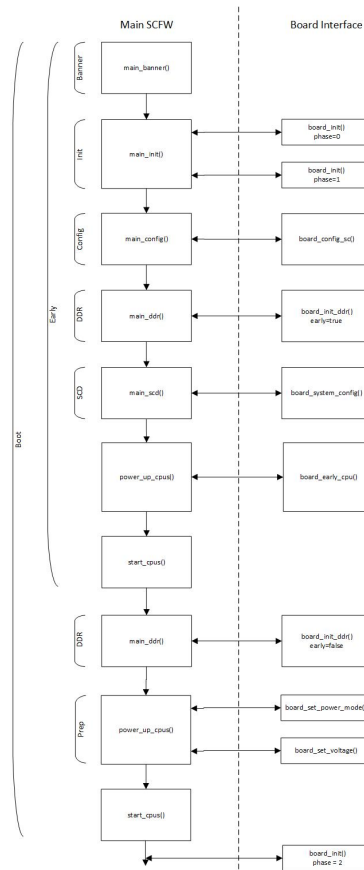 Main SCFW
Board Interface
Boot
Early
Banner
main_banner()
Init
main_init()
board_init()
phase=0
board_init()
phase=1
Config
main_config()
board_config_sc()
DDR
main_ddr()
board_init_ddr()
early=true
SCD
main_scd()
board_system_config()
power_up_cpus()
board_early_cpu()
start_cpus()
DDR
main_ddr()
board_init_ddr()
early=false
Prep
power_up_cpus()
board_set_power_mode()
board_set_voltage()
start_cpus()
board_init()
phase = 2